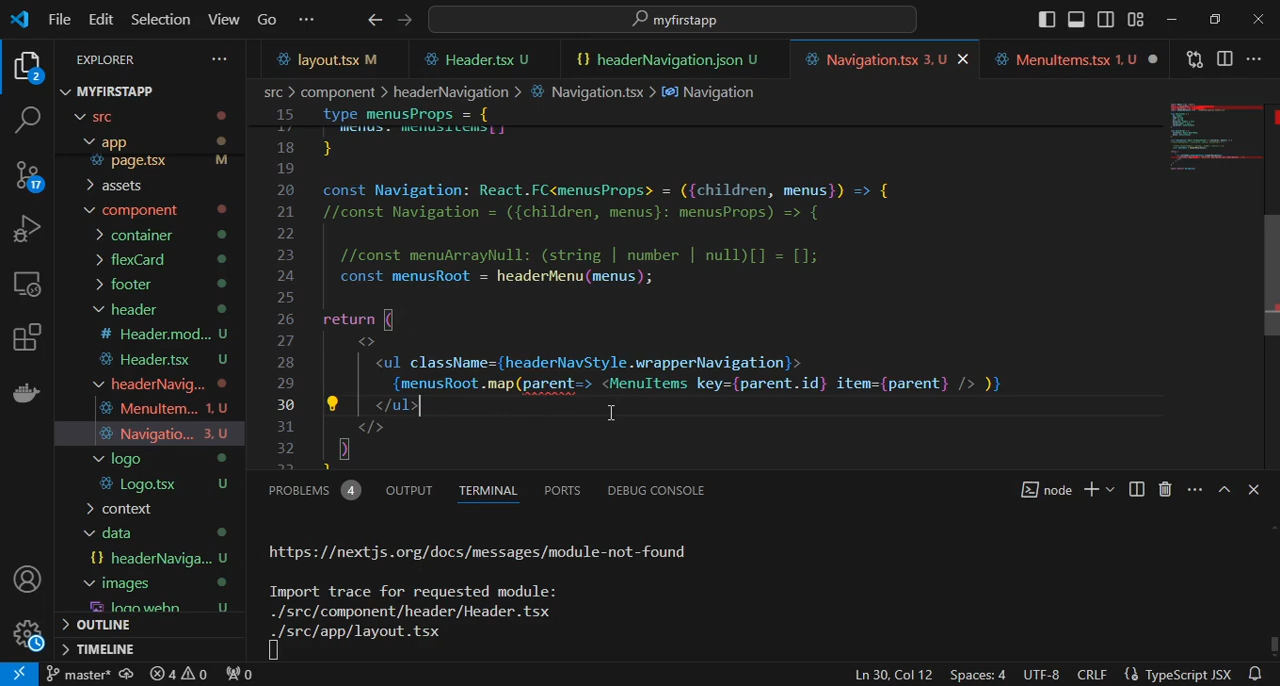 File Edit Selection View Go ··· myfirstapp
EXPLORER ···
MYFIRSTAPP
src
app
page.tsx M
assets
component
container
flexCard
footer
header
# Header.mod... U
Header.tsx U
headerNavig...
MenuItem... 1, U
Navigatio... 3, U
logo
Logo.tsx U
context
data
{} headerNaviga... U
images
logo.webp U
OUTLINE
TIMELINE
2
17
layout.tsx M Header.tsx U {} headerNavigation.json U Navigation.tsx 3, U MenuItems.tsx 1, U
src > component > headerNavigation > Navigation.tsx > Navigation
15 type menusProps = {
17 menus: menusItems[]
18 }
19
20 const Navigation: React.FC<menusProps> = ({children, menus}) => {
21 //const Navigation = ({children, menus}: menusProps) => {
22
23 //const menuArrayNull: (string | number | null)[] = [];
24 const menusRoot = headerMenu(menus);
25
26 return (
27 <>
28 <ul className={headerNavStyle.wrapperNavigation}>
29 {menusRoot.map(parent=> <MenuItems key={parent.id} item={parent} /> )}
30 </ul>
31 </>
32 )
33 }
PROBLEMS 4 OUTPUT TERMINAL PORTS DEBUG CONSOLE node
https://nextjs.org/docs/messages/module-not-found
Import trace for requested module:
./src/component/header/Header.tsx
./src/app/layout.tsx
master* 4 0 0 Ln 30, Col 12 Spaces: 4 UTF-8 CRLF {} TypeScript JSX